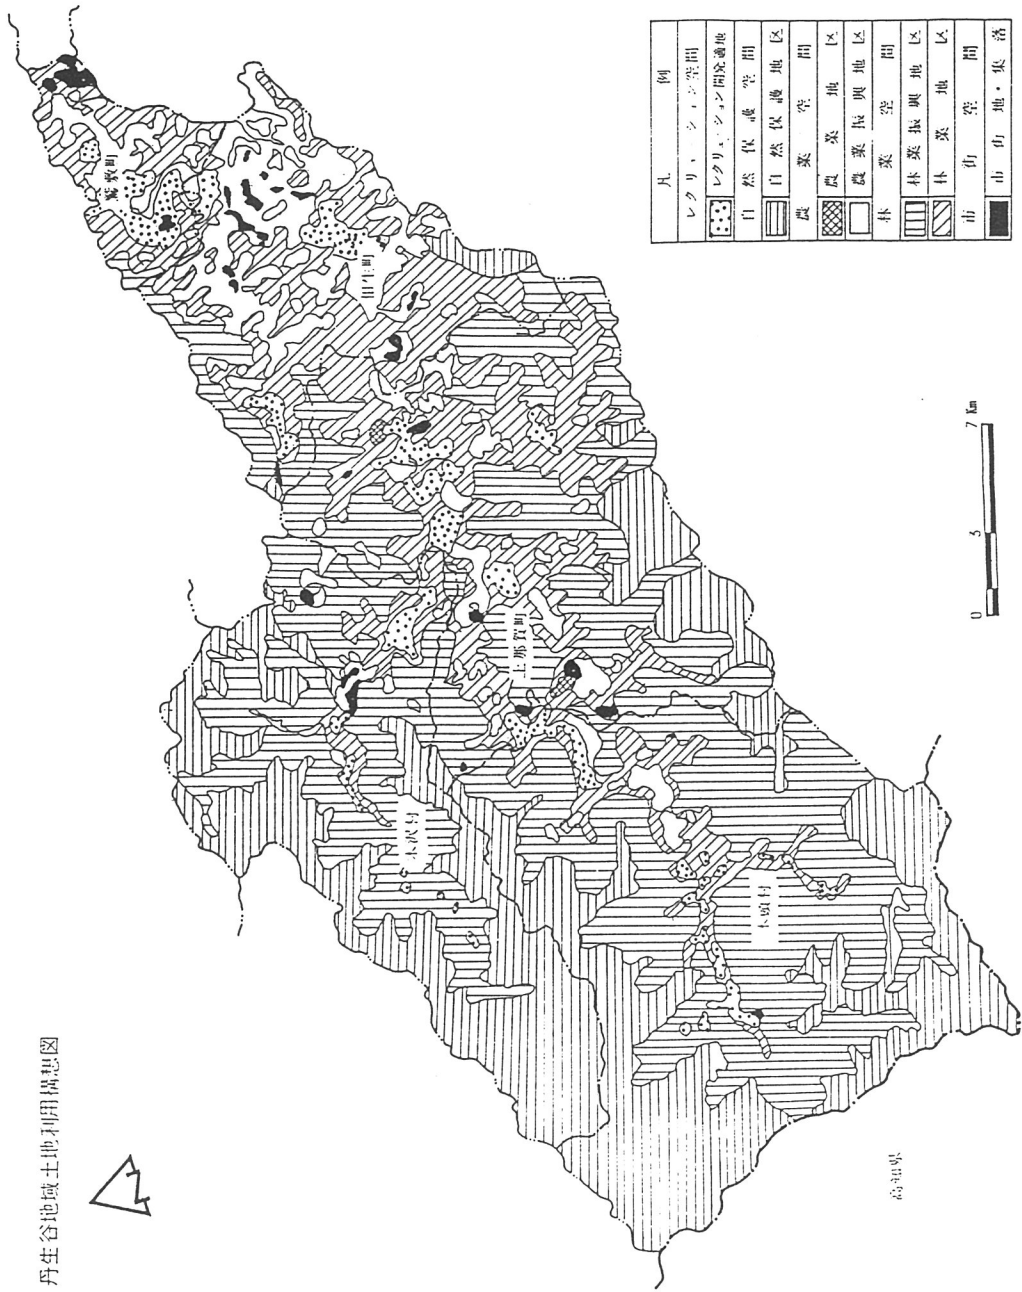 丹生谷地域土地利用構想図
鷲敷町
相生町
上那賀町
木沢村
木頭村
高知県
凡例
レクリェーション空間
レクリェーション開発適地
自然保護空間
自然保護地区
農業空間
農業地区
農業振興地区
林業空間
林業振興地区
林業地区
市街空間
市街地・集落
0 3 7 Km